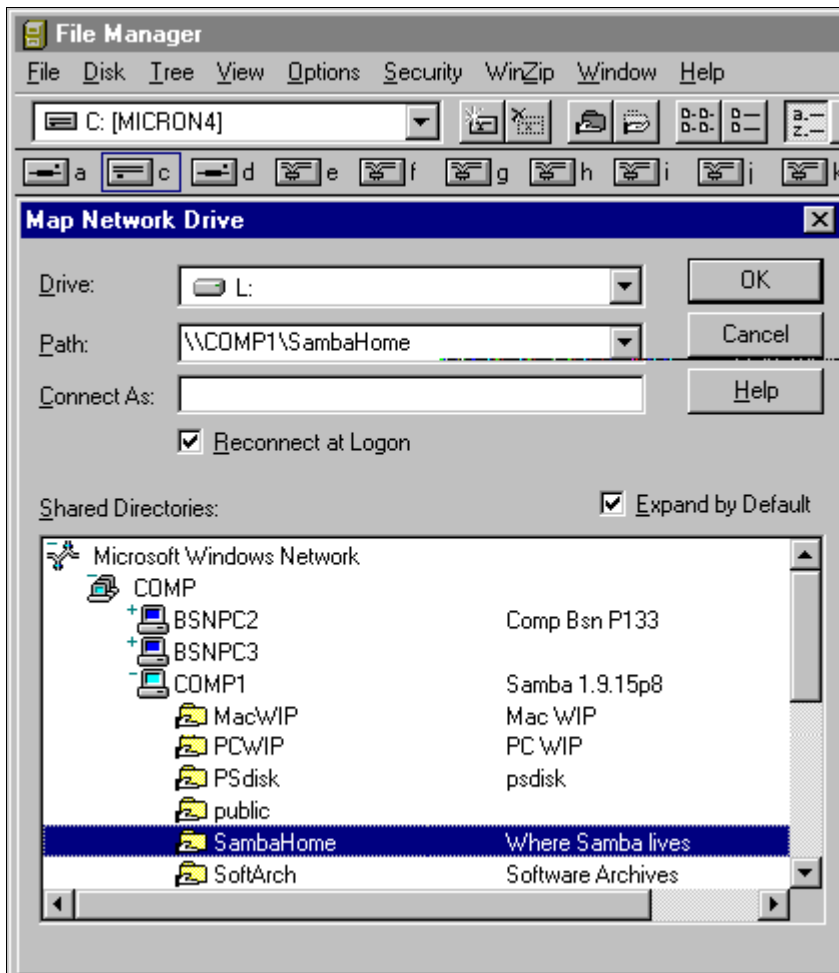 File Manager
File Disk Tree View Options Security WinZip Window Help
C: [MICRON4]
a c d e f g h i j k
Map Network Drive
Drive: L: OK
Path: \\COMP1\SambaHome Cancel
Connect As: Help
Reconnect at Logon
Shared Directories: Expand by Default
Microsoft Windows Network
COMP
BSNPC2 Comp Bsn P133
BSNPC3
COMP1 Samba 1.9.15p8
MacWIP Mac WIP
PCWIP PC WIP
PSdisk psdisk
public
SambaHome Where Samba lives
SoftArch Software Archives